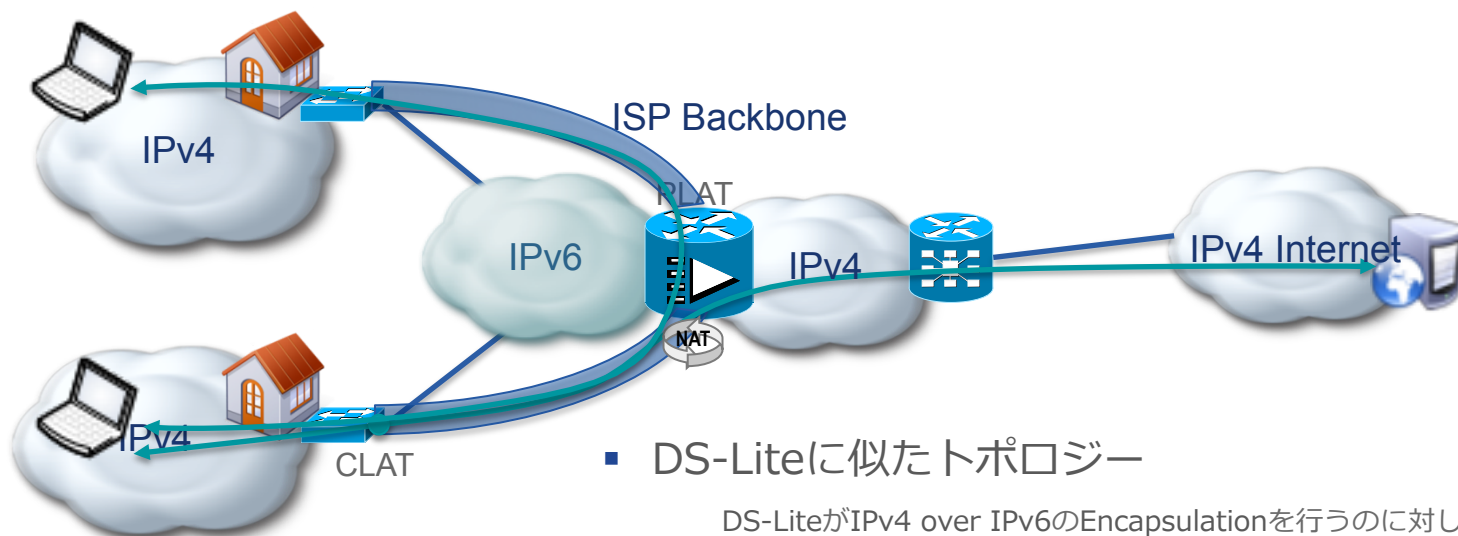 ISP Backbone
IPv4
PLAT
IPv6
IPv4
IPv4 Internet
NAT
IPv4
CLAT
▪ DS-Liteに似たトポロジー
DS-LiteがIPv4 over IPv6のEncapsulationを行うのに対し